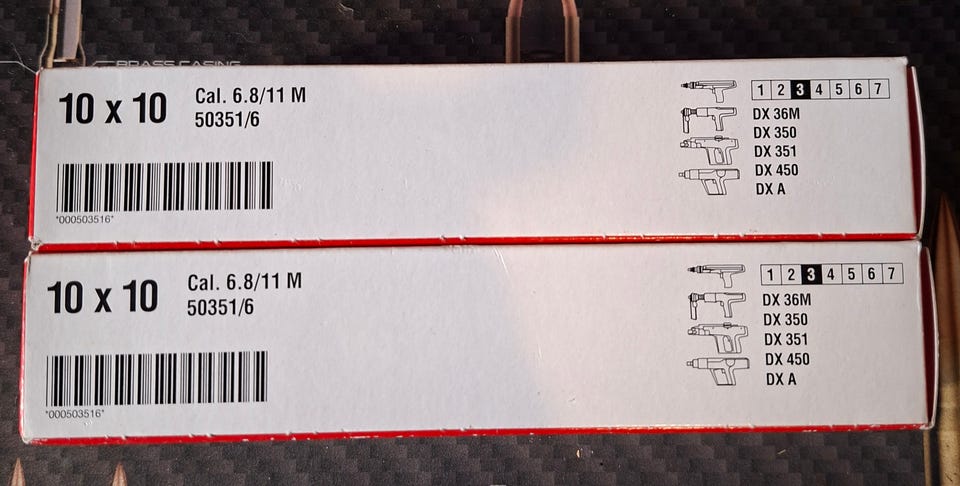 BRASS CASING
10 x 10
Cal. 6.8/11 M
50351/6
*000503516*
1 2 3 4 5 6 7
DX 36M
DX 350
DX 351
DX 450
DX A
10 x 10
Cal. 6.8/11 M
50351/6
*000503516*
1 2 3 4 5 6 7
DX 36M
DX 350
DX 351
DX 450
DX A